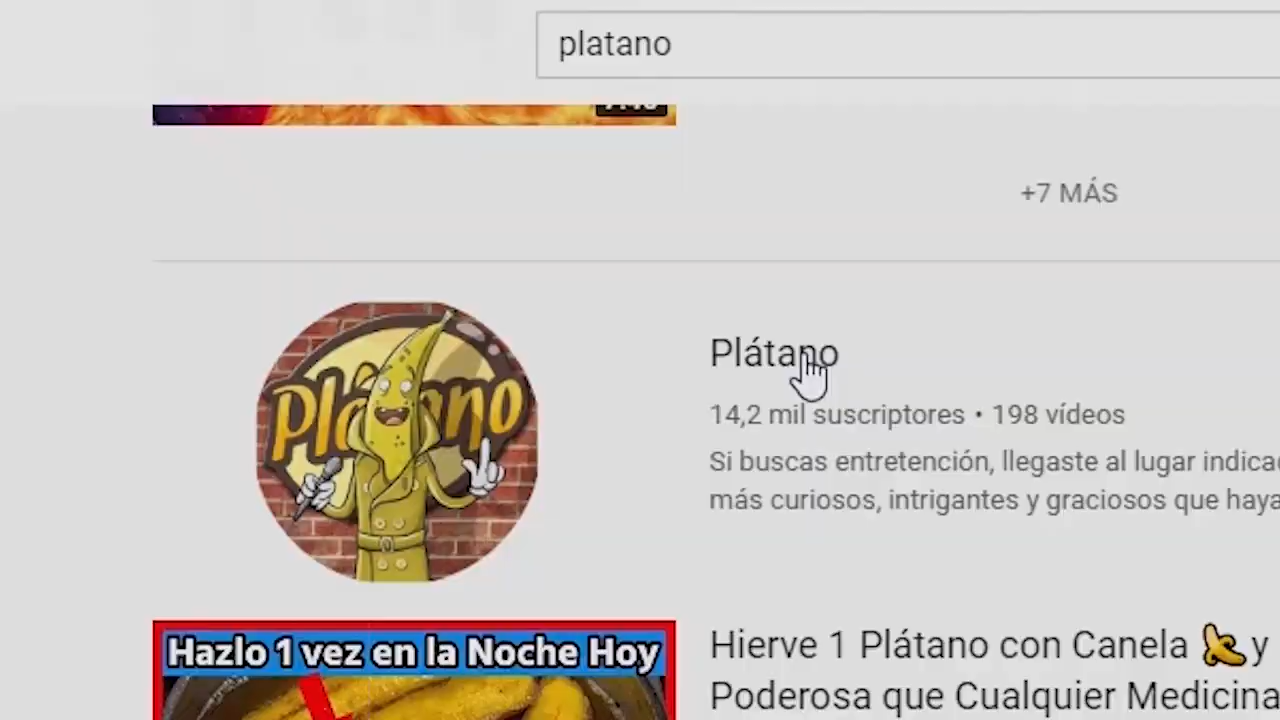 platano
+7 MÁS
Plátano
Plátano
14,2 mil suscriptores • 198 vídeos
Si buscas entretención, llegaste al lugar
más curiosos, intrigantes y graciosos que
Hazlo 1 vez en la Noche Hoy
Hierve 1 Plátano con Canela 🍌y
Poderosa que Cualquier Medicina